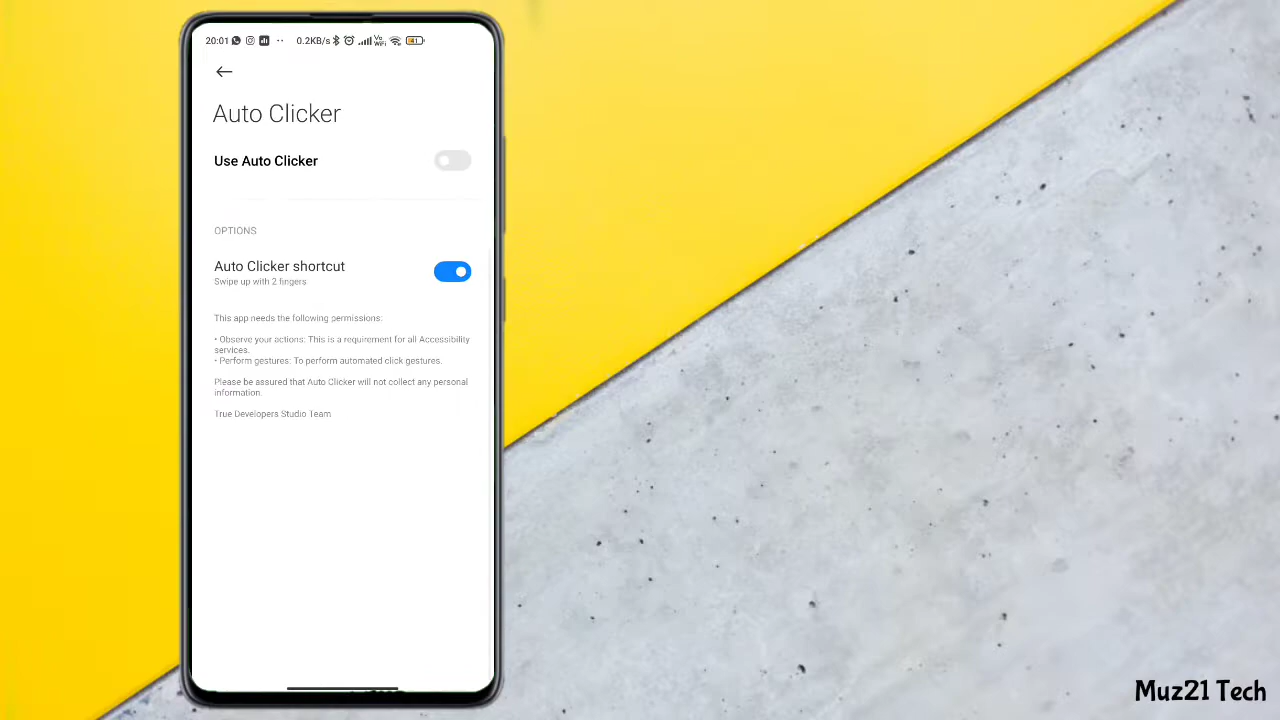 20:01 0.2KB/s Vo WiFi 41
Auto Clicker
Use Auto Clicker
OPTIONS
Auto Clicker shortcut
Swipe up with 2 fingers
This app needs the following permissions:
• Observe your actions: This is a requirement for all Accessibility
services.
• Perform gestures: To perform automated click gestures.
Please be assured that Auto Clicker will not collect any personal
information.
True Developers Studio Team
Muz21 Tech